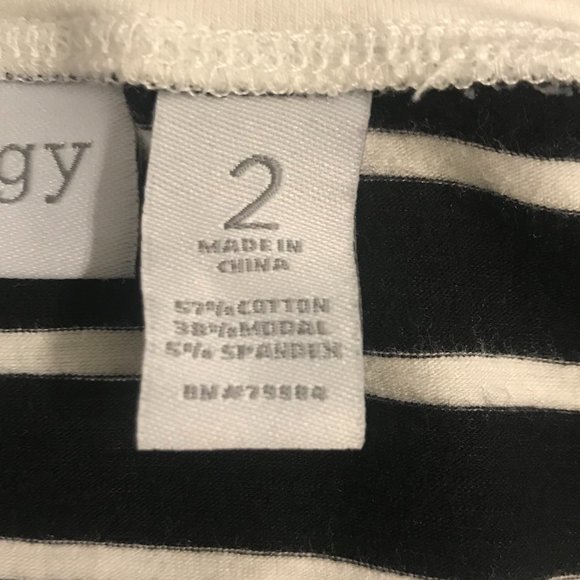 gy
2
MADE IN
CHINA
57% COTTON
38% MODAL
5% SPANDEX